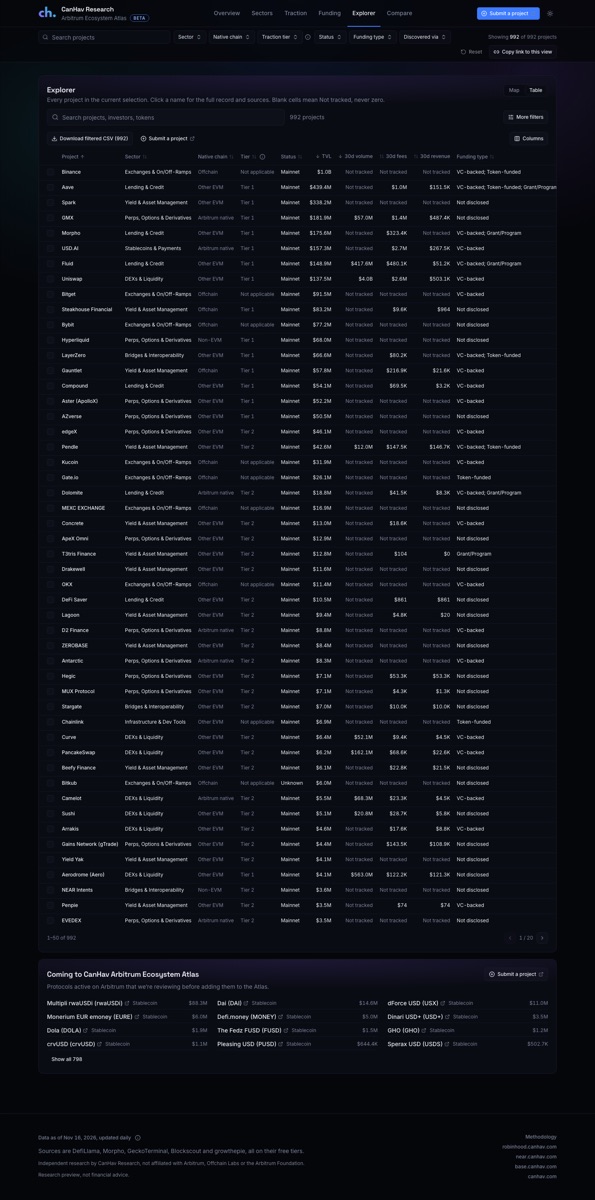 ch. CanHav Research
Arbitrum Ecosystem Atlas BETA
Overview Sectors Traction Funding Explorer Compare
Submit a project
Search projects Sector Native chain Traction tier Status Funding type Discovered via Showing 992 of 992 projects
Reset Copy link to this view
Explorer Map Table
Every project in the current selection. Click a name for the full record and sources. Blank cells mean Not tracked, never zero.
Search projects, investors, tokens 992 projects More filters
Download filtered CSV (992) Submit a project Columns
Project Sector Native chain Tier Status TVL 30d volume 30d fees 30d revenue Funding type
Binance Exchanges & On/Off-Ramps Offchain Not applicable Mainnet $1.0B Not tracked Not tracked Not tracked VC-backed; Token-funded
Aave Lending & Credit Other EVM Tier 1 Mainnet $439.4M Not tracked $1.0M $151.5K VC-backed; Token-funded; Grant/Program
Spark Yield & Asset Management Other EVM Tier 1 Mainnet $338.2M Not tracked Not tracked Not tracked Not disclosed
GMX Perps, Options & Derivatives Arbitrum native Tier 1 Mainnet $181.9M $57.0M $1.4M $487.4K Not disclosed
Morpho Lending & Credit Other EVM Tier 1 Mainnet $175.6M Not tracked $323.4K Not tracked VC-backed; Grant/Program
USD.AI Stablecoins & Payments Arbitrum native Tier 1 Mainnet $157.3M Not tracked $2.7M $267.5K VC-backed
Fluid Lending & Credit Other EVM Tier 1 Mainnet $148.9M $417.6M $480.1K $51.2K VC-backed; Grant/Program
Uniswap DEXs & Liquidity Other EVM Tier 1 Mainnet $137.5M $4.0B $2.6M $503.1K VC-backed
Bitget Exchanges & On/Off-Ramps Offchain Not applicable Mainnet $91.5M Not tracked Not tracked Not tracked VC-backed
Steakhouse Financial Yield & Asset Management Offchain Tier 1 Mainnet $83.2M Not tracked $9.6K $964 Not disclosed
Bybit Exchanges & On/Off-Ramps Offchain Not applicable Mainnet $77.2M Not tracked Not tracked Not tracked Not disclosed
Hyperliquid Perps, Options & Derivatives Non-EVM Tier 1 Mainnet $68.0M Not tracked Not tracked Not tracked Not disclosed
LayerZero Bridges & Interoperability Other EVM Tier 1 Mainnet $66.6M Not tracked $80.2K Not tracked VC-backed; Token-funded
Gauntlet Yield & Asset Management Offchain Tier 1 Mainnet $57.8M Not tracked $216.9K $21.6K VC-backed
Compound Lending & Credit Other EVM Tier 1 Mainnet $54.1M Not tracked $69.5K $3.2K VC-backed
Aster (ApolloX) Perps, Options & Derivatives Other EVM Tier 1 Mainnet $52.2M Not tracked Not tracked Not tracked VC-backed
AZverse Perps, Options & Derivatives Other EVM Tier 1 Mainnet $50.5M Not tracked Not tracked Not tracked Not disclosed
edgeX Perps, Options & Derivatives Other EVM Tier 2 Mainnet $46.1M Not tracked Not tracked Not tracked VC-backed
Pendle Yield & Asset Management Other EVM Tier 2 Mainnet $42.6M $12.0M $147.5K $146.7K VC-backed; Token-funded
Kucoin Exchanges & On/Off-Ramps Offchain Not applicable Mainnet $31.9M Not tracked Not tracked Not tracked VC-backed
Gate.io Exchanges & On/Off-Ramps Offchain Not applicable Mainnet $26.1M Not tracked Not tracked Not tracked Token-funded
Dolomite Lending & Credit Arbitrum native Tier 2 Mainnet $18.8M Not tracked $41.5K $8.3K VC-backed; Grant/Program
MEXC EXCHANGE Exchanges & On/Off-Ramps Offchain Not applicable Mainnet $16.9M Not tracked Not tracked Not tracked Not disclosed
Concrete Yield & Asset Management Other EVM Tier 2 Mainnet $13.0M Not tracked $18.6K Not tracked VC-backed
ApeX Omni Perps, Options & Derivatives Other EVM Tier 2 Mainnet $12.9M Not tracked Not tracked Not tracked Not disclosed
T3tris Finance Yield & Asset Management Other EVM Tier 2 Mainnet $12.8M Not tracked $104 $0 Grant/Program
Drakewell Yield & Asset Management Other EVM Tier 2 Mainnet $11.6M Not tracked Not tracked Not tracked Not disclosed
OKX Exchanges & On/Off-Ramps Offchain Not applicable Mainnet $11.4M Not tracked Not tracked Not tracked VC-backed
DeFi Saver Lending & Credit Other EVM Tier 2 Mainnet $10.5M Not tracked $861 $861 Not disclosed
Lagoon Yield & Asset Management Other EVM Tier 2 Mainnet $9.4M Not tracked $4.8K $20 Not disclosed
D2 Finance Yield & Asset Management Arbitrum native Tier 2 Mainnet $8.8M Not tracked Not tracked Not tracked VC-backed
ZEROBASE Yield & Asset Management Other EVM Tier 2 Mainnet $8.4M Not tracked Not tracked Not tracked Not disclosed
Antarctic Perps, Options & Derivatives Arbitrum native Tier 2 Mainnet $8.3M Not tracked Not tracked Not tracked VC-backed
Hegic Perps, Options & Derivatives Other EVM Tier 2 Mainnet $7.1M Not tracked $53.3K $53.3K Not disclosed
MUX Protocol Perps, Options & Derivatives Other EVM Tier 2 Mainnet $7.1M Not tracked $4.3K $1.3K Not disclosed
Stargate Bridges & Interoperability Other EVM Tier 2 Mainnet $7.0M Not tracked $10.0K $10.0K Not disclosed
Chainlink Infrastructure & Dev Tools Other EVM Not applicable Mainnet $6.9M Not tracked Not tracked Not tracked Token-funded
Curve DEXs & Liquidity Other EVM Tier 2 Mainnet $6.4M $52.1M $9.4K $4.5K VC-backed
PancakeSwap DEXs & Liquidity Other EVM Tier 2 Mainnet $6.2M $162.1M $68.6K $22.6K VC-backed
Beefy Finance Yield & Asset Management Other EVM Tier 2 Mainnet $6.1M Not tracked $22.8K $21.5K Not disclosed
Bitkub Exchanges & On/Off-Ramps Offchain Not applicable Unknown $6.0M Not tracked Not tracked Not tracked Not disclosed
Camelot DEXs & Liquidity Arbitrum native Tier 2 Mainnet $5.5M $68.3M $23.3K $4.5K VC-backed
Sushi DEXs & Liquidity Other EVM Tier 2 Mainnet $5.1M $20.8M $28.7K $5.8K Not disclosed
Arrakis DEXs & Liquidity Other EVM Tier 2 Mainnet $4.6M Not tracked $17.6K $8.8K VC-backed
Gains Network (gTrade) Perps, Options & Derivatives Other EVM Tier 2 Mainnet $4.4M Not tracked $143.5K $108.9K Not disclosed
Yield Yak Yield & Asset Management Other EVM Tier 2 Mainnet $4.1M Not tracked Not tracked Not tracked Not disclosed
Aerodrome (Aero) DEXs & Liquidity Other EVM Tier 2 Mainnet $4.1M $563.0M $122.2K $121.3K Not disclosed
NEAR Intents Bridges & Interoperability Non-EVM Tier 2 Mainnet $3.6M Not tracked Not tracked Not tracked Not disclosed
Penpie Yield & Asset Management Other EVM Tier 2 Mainnet $3.5M Not tracked $74 $74 VC-backed
EVEDEX Perps, Options & Derivatives Arbitrum native Tier 2 Mainnet $3.5M Not tracked Not tracked Not tracked Not disclosed
1–50 of 992 1 / 20
Coming to CanHav Arbitrum Ecosystem Atlas Submit a project
Protocols active on Arbitrum that we're reviewing before adding them to the Atlas.
Multipli rwaUSDi (rwaUSDi) Stablecoin $66.3M Dai (DAI) Stablecoin $14.6M dForce USD (USX) Stablecoin $11.0M
Monerium EUR emoney (EURE) Stablecoin $6.0M Defi.money (MONEY) Stablecoin $5.0M Dinari USD+ (USD+) Stablecoin $3.5M
Dola (DOLA) Stablecoin $1.9M The Fedz FUSD (FUSD) Stablecoin $1.5M GHO (GHO) Stablecoin $1.2M
crvUSD (crvUSD) Stablecoin $1.1M Pleasing USD (PUSD) Stablecoin $644.4K Sperax USD (USDS) Stablecoin $502.7K
Show all 798
Data as of Nov 18, 2026, updated daily
Sources are DefiLlama, Morpho, GeckoTerminal, Blockscout and growthepie, all on their free tiers.
Independent research by CanHav Research, not affiliated with Arbitrum, Offchain Labs or the Arbitrum Foundation.
Research preview, not financial advice.
Methodology
robinhood.canhav.com
near.canhav.com
base.canhav.com
canhav.com